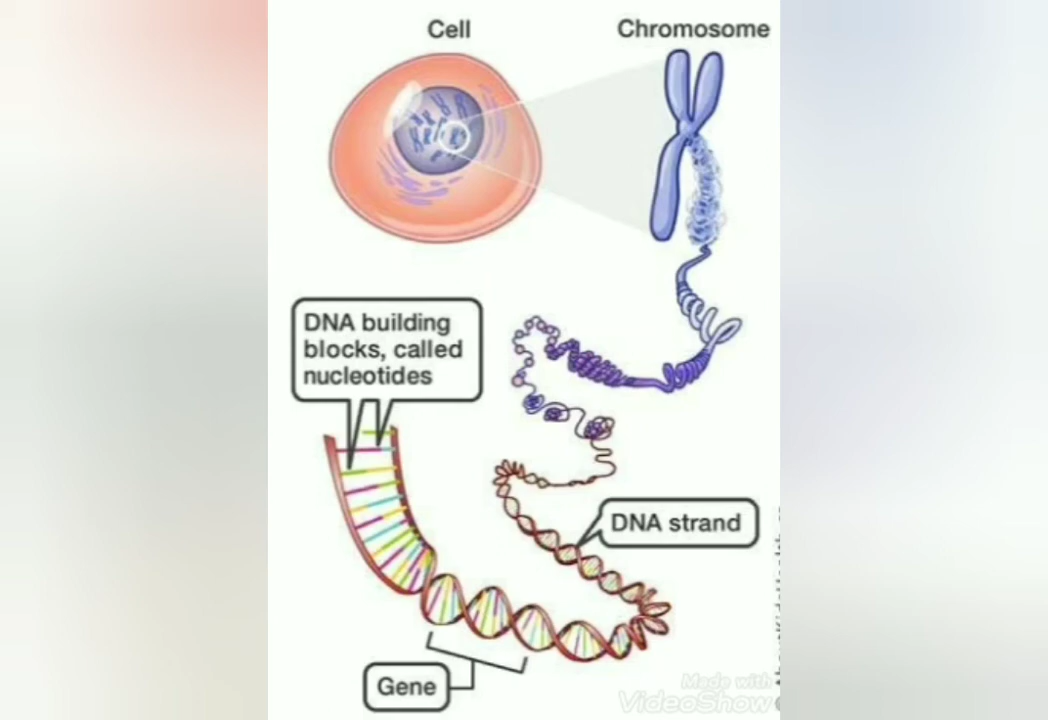 Cell
Chromosome
DNA building
blocks, called
nucleotides
DNA strand
Gene
Made with
VideoShow